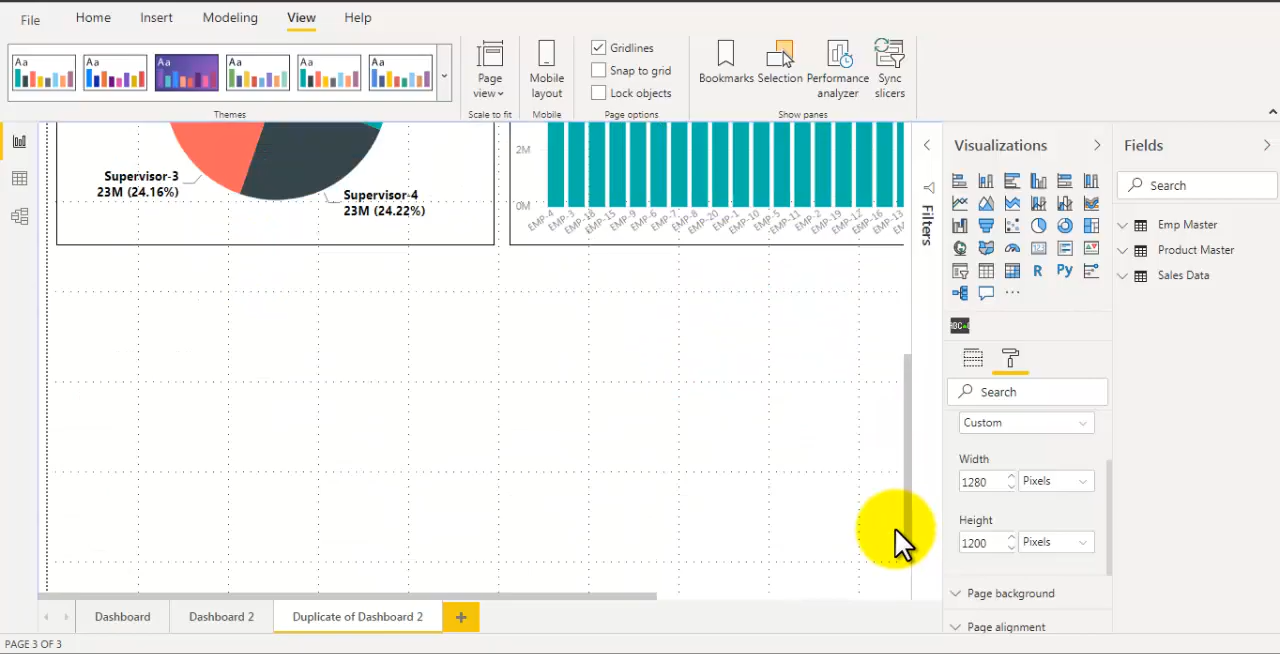 File Home Insert Modeling View Help
Aa Aa Aa Aa Aa Aa
Page view Mobile layout
Gridlines
Snap to grid
Lock objects
Bookmarks Selection Performance analyzer Sync slicers
Themes Scale to fit Mobile Page options Show panes
Supervisor-3
23M (24.16%)
Supervisor-4
23M (24.22%)
2M
0M
EMP-4 EMP-3 EMP-18 EMP-15 EMP-9 EMP-6 EMP-7 EMP-8 EMP-20 EMP-1 EMP-10 EMP-5 EMP-11 EMP-2 EMP-12 EMP-16 EMP-13
Filters
Visualizations
R Py
...
Search
Custom
Width
1280 Pixels
Height
1200 Pixels
Page background
Page alignment
Fields
Search
Emp Master
Product Master
Sales Data
Dashboard Dashboard 2 Duplicate of Dashboard 2 +
PAGE 3 OF 3